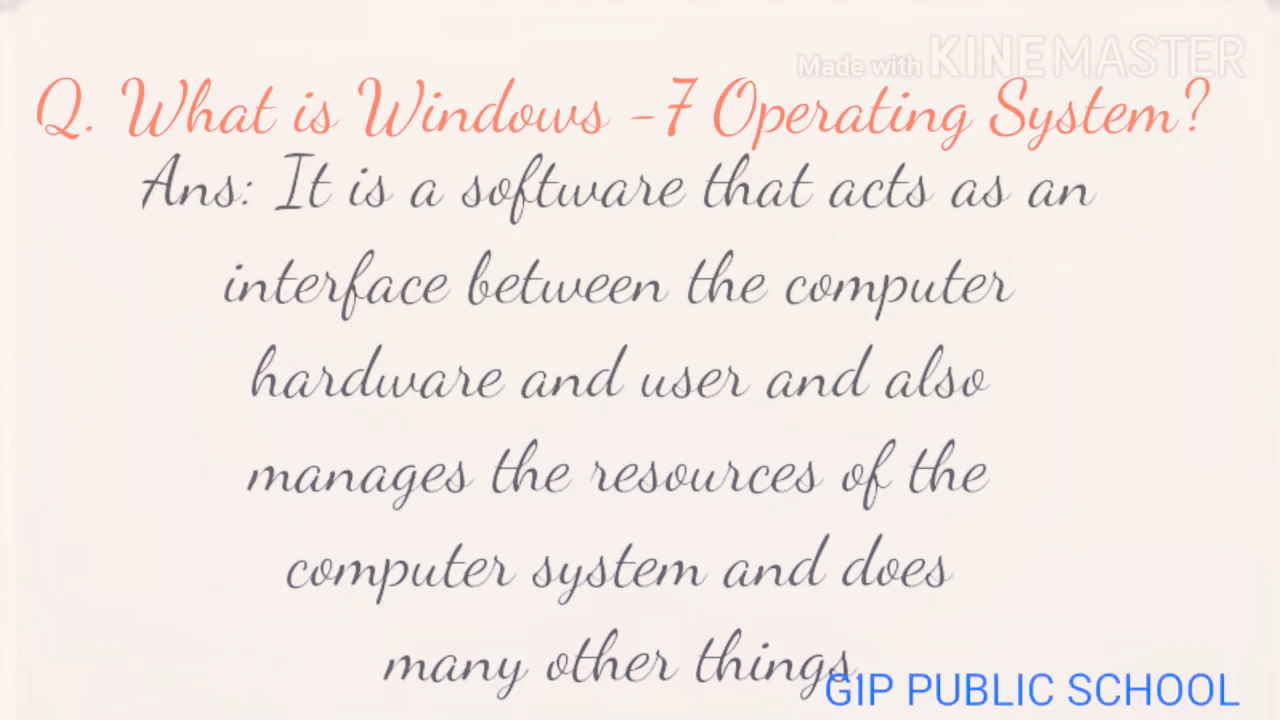 Made with KINEMASTER
Q. What is Windows -7 Operating System?
Ans: It is a software that acts as an
interface between the computer
hardware and user and also
manages the resources of the
computer system and does
many other things.
GIP PUBLIC SCHOOL